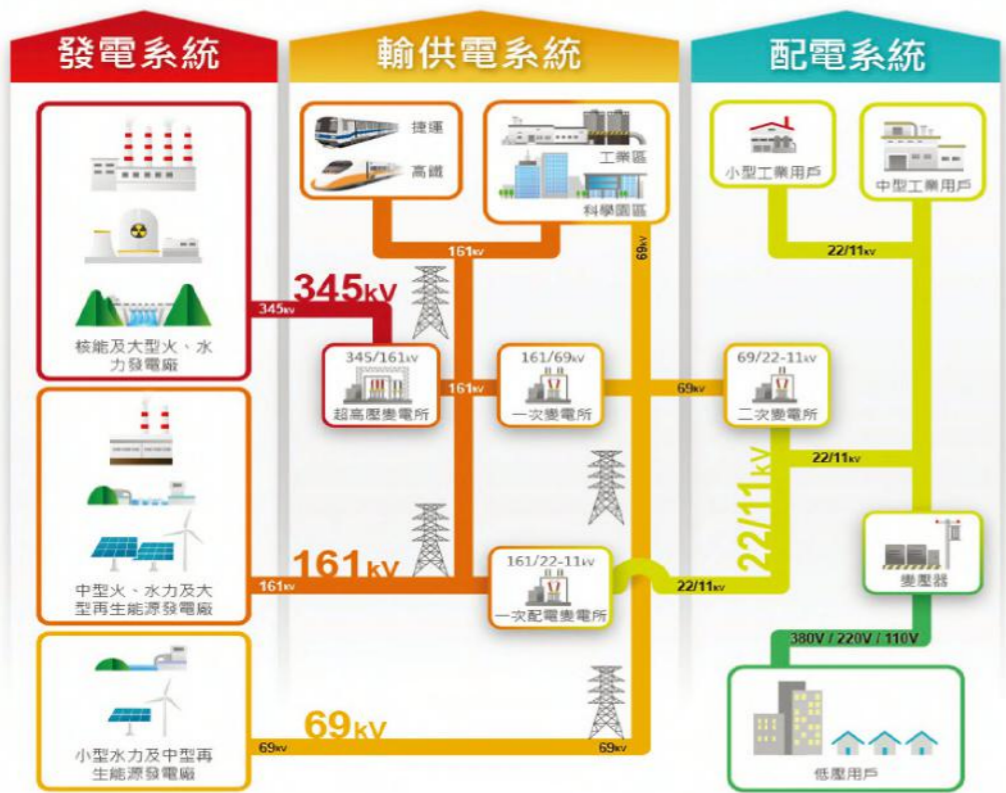 發電系統
輸供電系統
配電系統
核能及大型火、水
力發電廠
中型火、水力及大
型再生能源發電廠
小型水力及中型再
生能源發電廠
345kV
345kV
161kV
161kV
69kV
69kV
捷運
高鐵
工業區
科學園區
161kV
69kV
345/161kV
超高壓變電所
161kV
161/69kV
一次變電所
69kV
161/22-11kV
一次配電變電所
22/11kV
69kV
小型工業用戶
中型工業用戶
22/11kV
69/22-11kV
二次變電所
22/11kV
22/11kV
變壓器
380V / 220V / 110V
低壓用戶